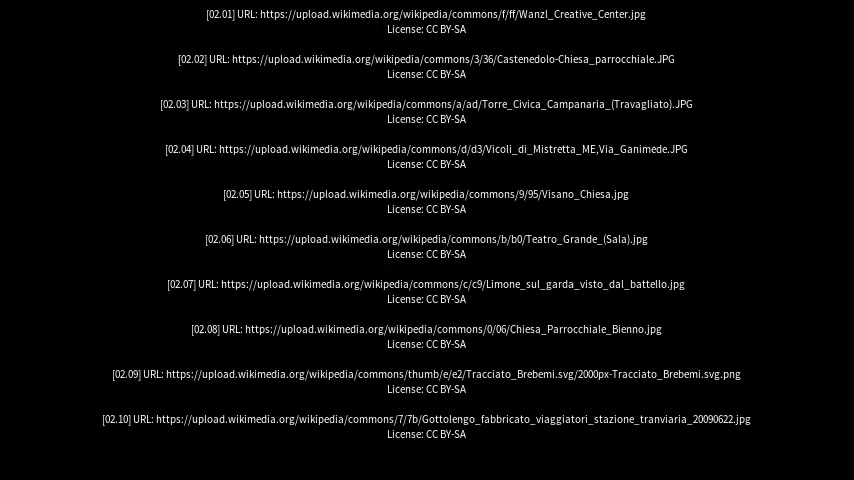 [02.01] URL: https://upload.wikimedia.org/wikipedia/commons/f/ff/Wanzl_Creative_Center.jpg
License: CC BY-SA
[02.02] URL: https://upload.wikimedia.org/wikipedia/commons/3/36/Castenedolo-Chiesa_parrocchiale.JPG
License: CC BY-SA
[02.03] URL: https://upload.wikimedia.org/wikipedia/commons/a/ad/Torre_Civica_Campanaria_(Travagliato).JPG
License: CC BY-SA
[02.04] URL: https://upload.wikimedia.org/wikipedia/commons/d/d3/Vicoli_di_Mistretta_ME,Via_Ganimede.JPG
License: CC BY-SA
[02.05] URL: https://upload.wikimedia.org/wikipedia/commons/9/95/Visano_Chiesa.jpg
License: CC BY-SA
[02.06] URL: https://upload.wikimedia.org/wikipedia/commons/b/b0/Teatro_Grande_(Sala).jpg
License: CC BY-SA
[02.07] URL: https://upload.wikimedia.org/wikipedia/commons/c/c9/Limone_sul_garda_visto_dal_battello.jpg
License: CC BY-SA
[02.08] URL: https://upload.wikimedia.org/wikipedia/commons/0/06/Chiesa_Parrocchiale_Bienno.jpg
License: CC BY-SA
[02.09] URL: https://upload.wikimedia.org/wikipedia/commons/thumb/e/e2/Tracciato_Brebemi.svg/2000px-Tracciato_Brebemi.svg.png
License: CC BY-SA
[02.10] URL: https://upload.wikimedia.org/wikipedia/commons/7/7b/Gottolengo_fabbricato_viaggiatori_stazione_tranviaria_20090622.jpg
License: CC BY-SA